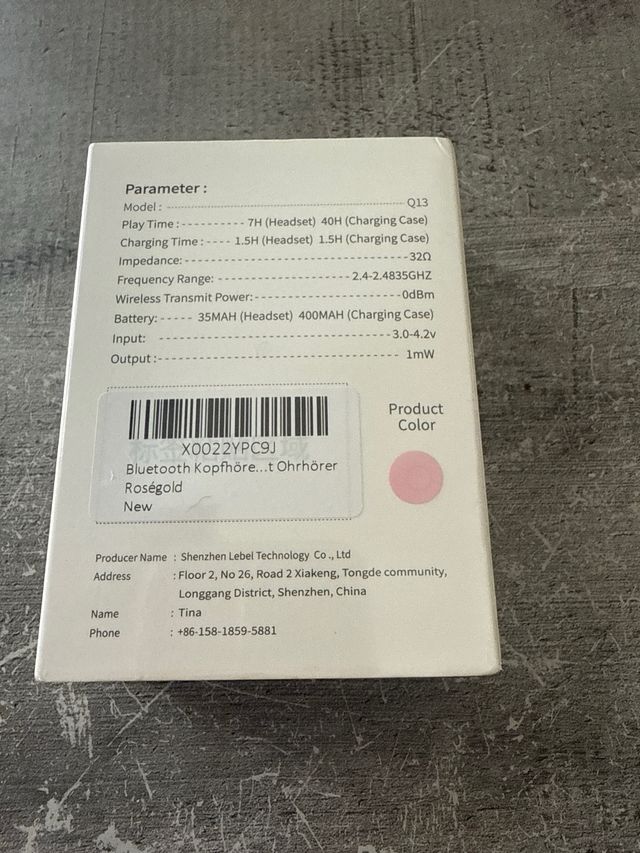 Parameter :
Model : Q13
Play Time : 7H (Headset) 40H (Charging Case)
Charging Time : 1.5H (Headset) 1.5H (Charging Case)
Impedance: 32Ω
Frequency Range: 2.4-2.4835GHZ
Wireless Transmit Power: 0dBm
Battery: 35MAH (Headset) 400MAH (Charging Case)
Input: 3.0-4.2v
Output : 1mW
X0022YPC9J
Bluetooth Kopfhöre...t Ohrhörer
Roségold
New
Product
Color
Producer Name : Shenzhen Lebel Technology Co ., Ltd
Address : Floor 2, No 26, Road 2 Xiakeng, Tongde community,
Longgang District, Shenzhen, China
Name : Tina
Phone : +86-158-1859-5881